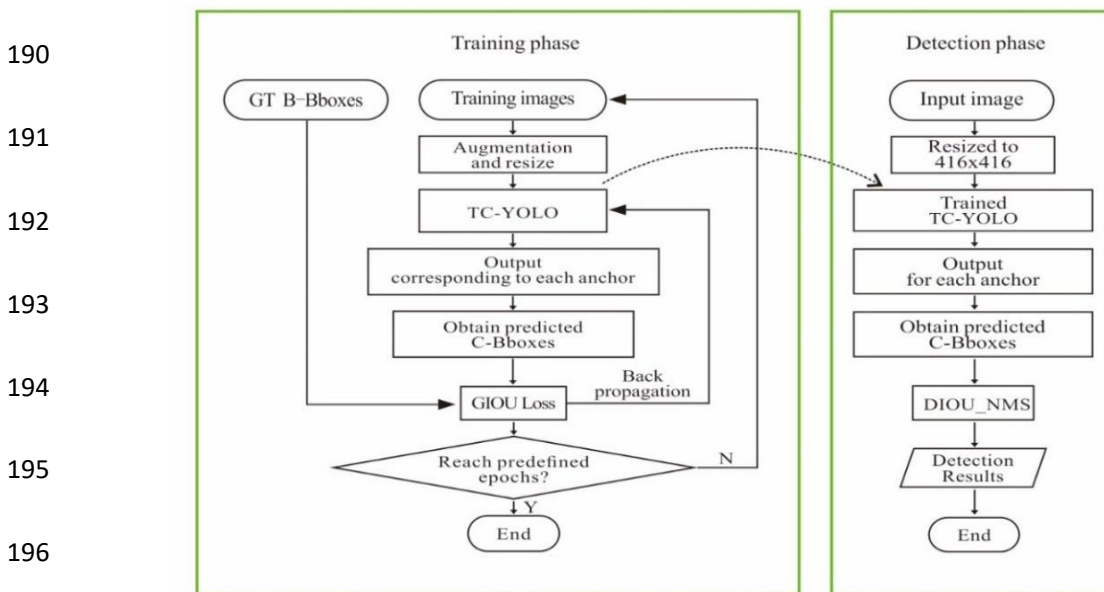 190
191
192
193
194
195
196
Training phase
GT B-Bboxes
Training images
Augmentation
and resize
TC-YOLO
Output
corresponding to each anchor
Obtain predicted
C-Bboxes
Back
propagation
GIOU Loss
Reach predefined
epochs?
N
Y
End
Detection phase
Input image
Resized to
416x416
Trained
TC-YOLO
Output
for each anchor
Obtain predicted
C-Bboxes
DIOU_NMS
Detection
Results
End